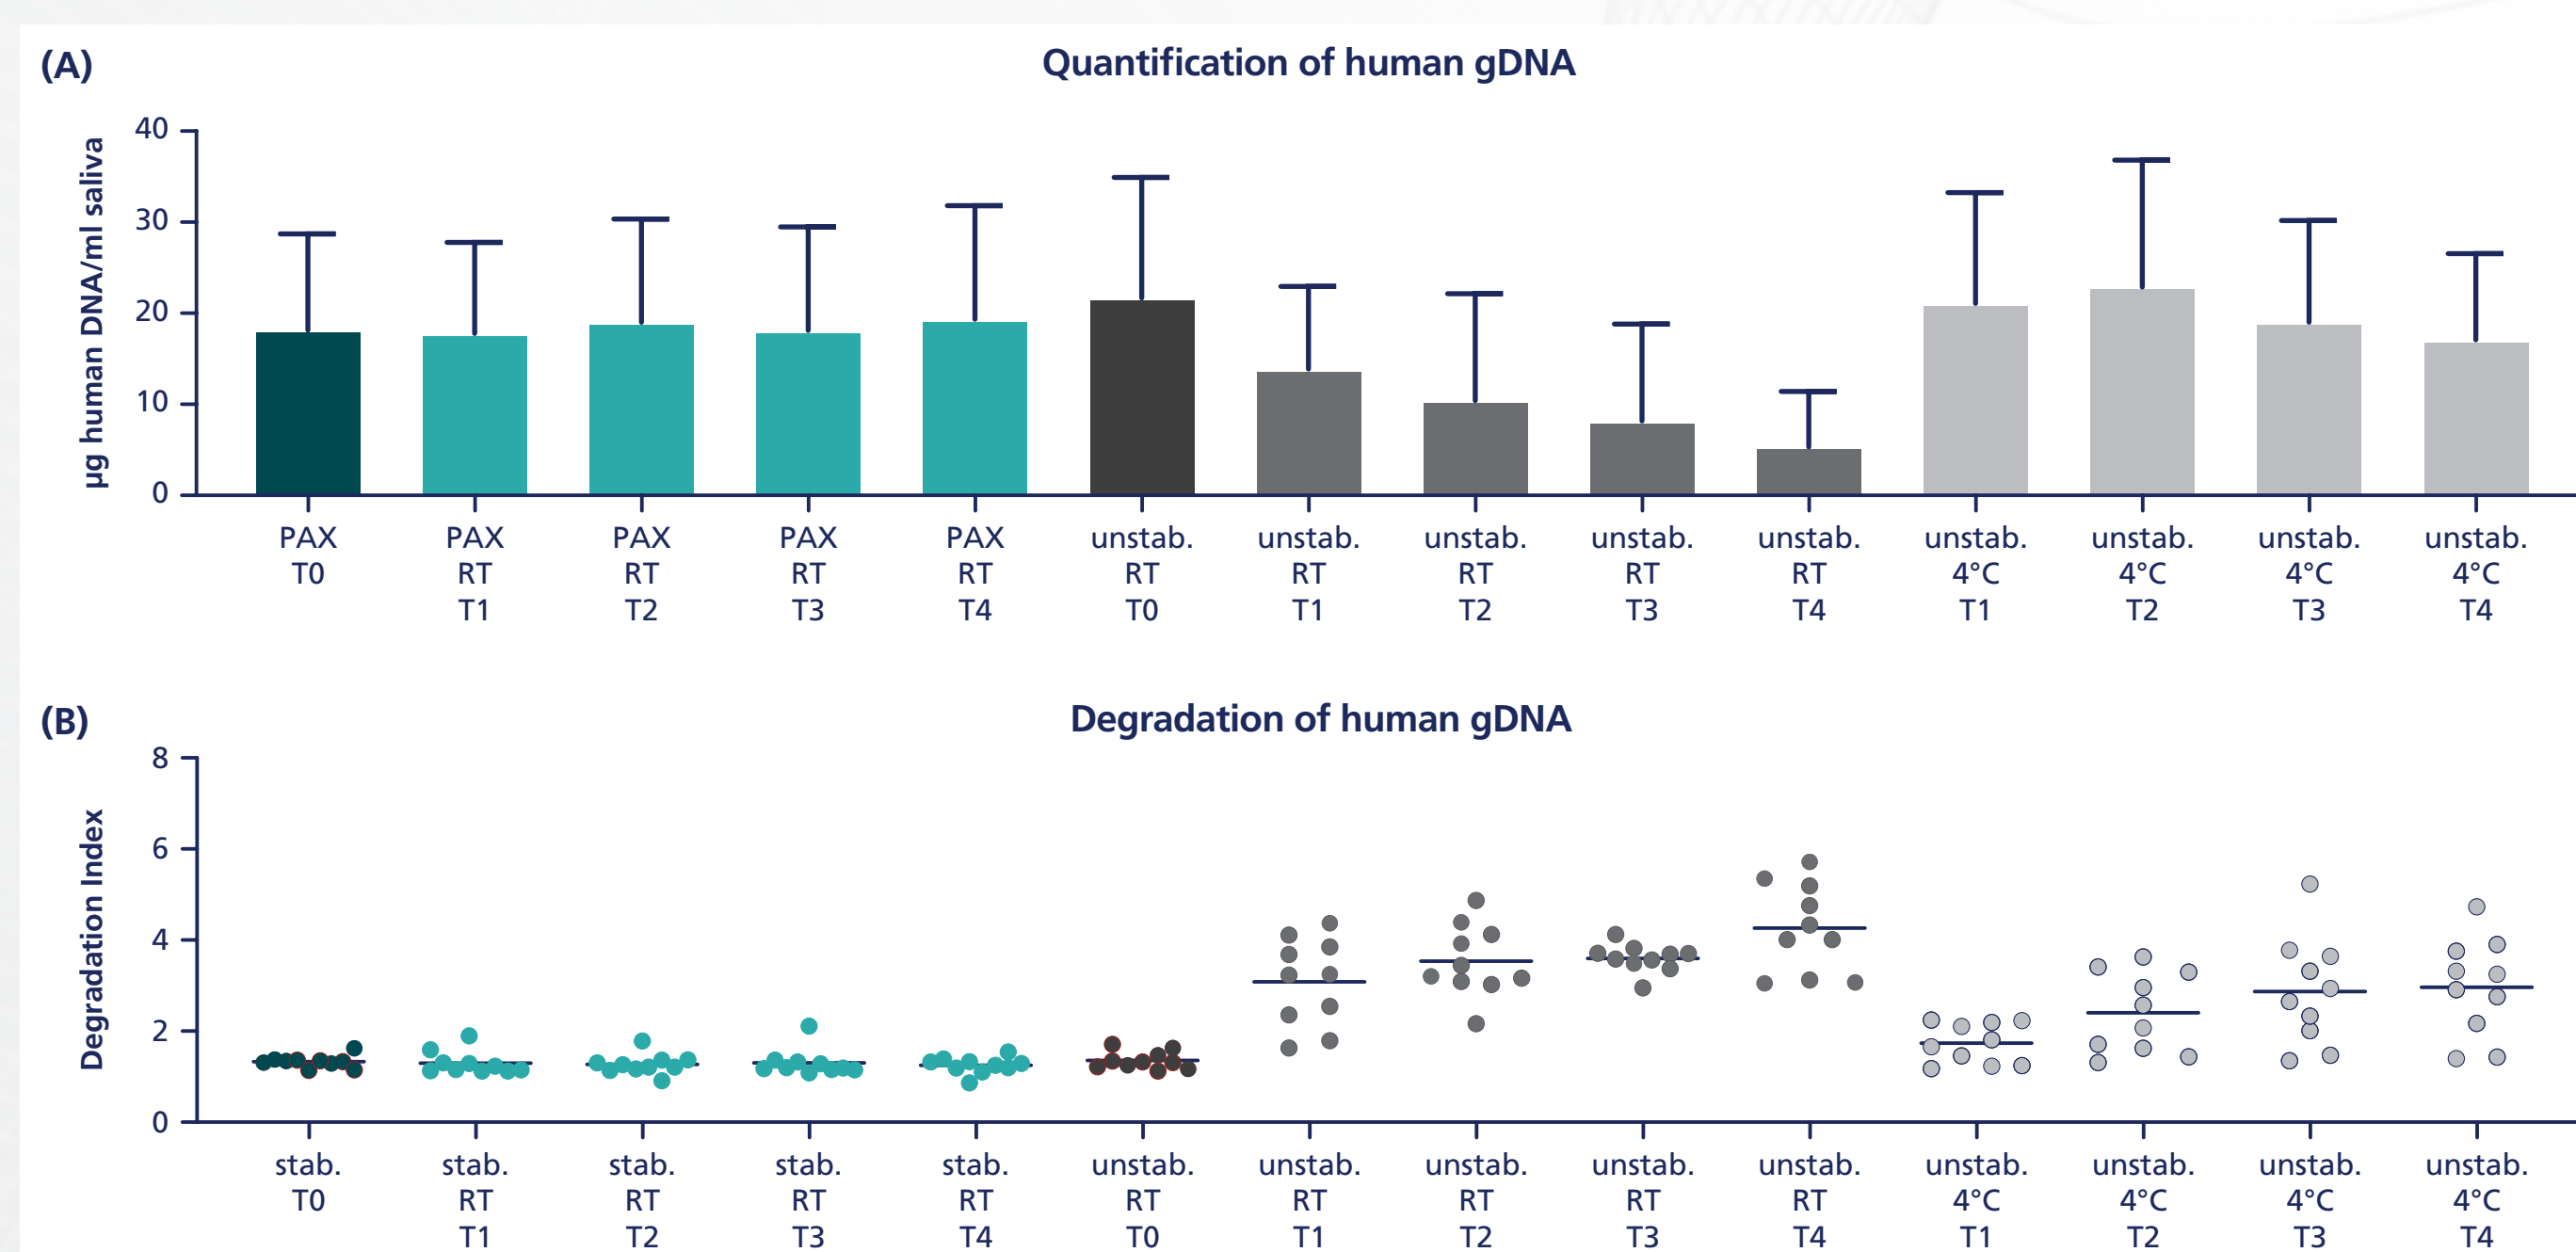 (A)
Quantification of human gDNA
µg human DNA/ml saliva
40
30
20
10
0
PAX PAX PAX PAX PAX unstab. unstab. unstab. unstab. unstab. unstab. unstab. unstab. unstab.
T0 RT RT RT RT RT RT RT RT RT 4°C 4°C 4°C 4°C
T1 T2 T3 T4 T0 T1 T2 T3 T4 T1 T2 T3 T4
(B)
Degradation of human gDNA
Degradation Index
8
6
4
2
0
stab. stab. stab. stab. stab. unstab. unstab. unstab. unstab. unstab. unstab. unstab. unstab. unstab.
T0 RT RT RT RT RT RT RT RT RT 4°C 4°C 4°C 4°C
T1 T2 T3 T4 T0 T1 T2 T3 T4 T1 T2 T3 T4